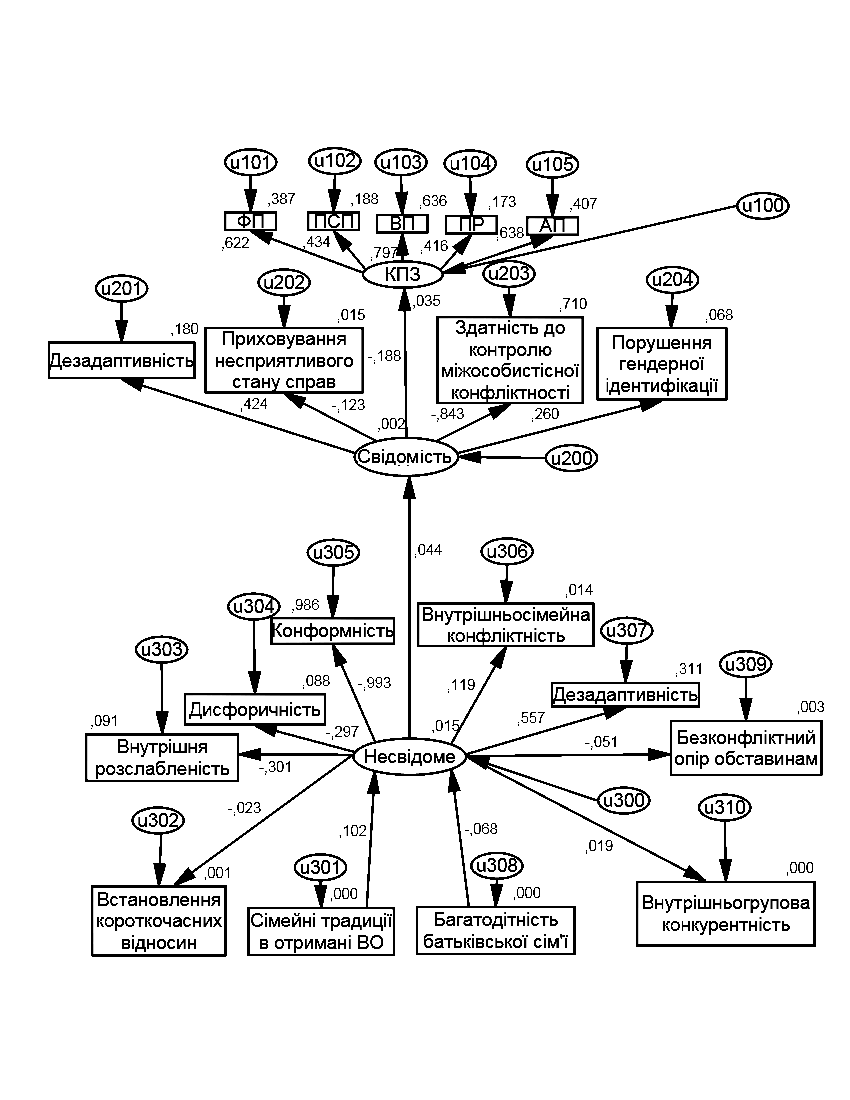 u101
u102
u103
u104
u105
,387
,188
,636
,173
,407
u100
ФП
ПСП
ВП
ПР
АП
,622
,434
,797
,416
,638
КПЗ
u201
u202
,035
u203
u204
,180
,015
,710
,068
Дезадаптивність
Приховування
несприятливого
стану справ
-,188
Здатність до
контролю
міжособистісної
конфліктності
Порушення
гендерної
ідентифікації
,424
-,123
,002
-,843
,260
Свідомість
u200
u305
,044
u306
u304
,986
,014
Конформність
Внутрішньосімейна
конфліктність
u307
u303
u309
,088
-,993
,119
,311
Дисфоричність
Дезадаптивність
,091
-,297
,015
,557
,003
Внутрішня
розслабленість
-,301
Несвідоме
-,051
Безконфліктний
опір обставинам
u302
-,023
,102
-,068
u300
u310
,019
,001
u301
,000
u308
,000
,000
Встановлення
короткочасних
відносин
Сімейні традиції
в отримані ВО
Багатодітність
батьківської сім'ї
Внутрішньогрупова
конкурентність